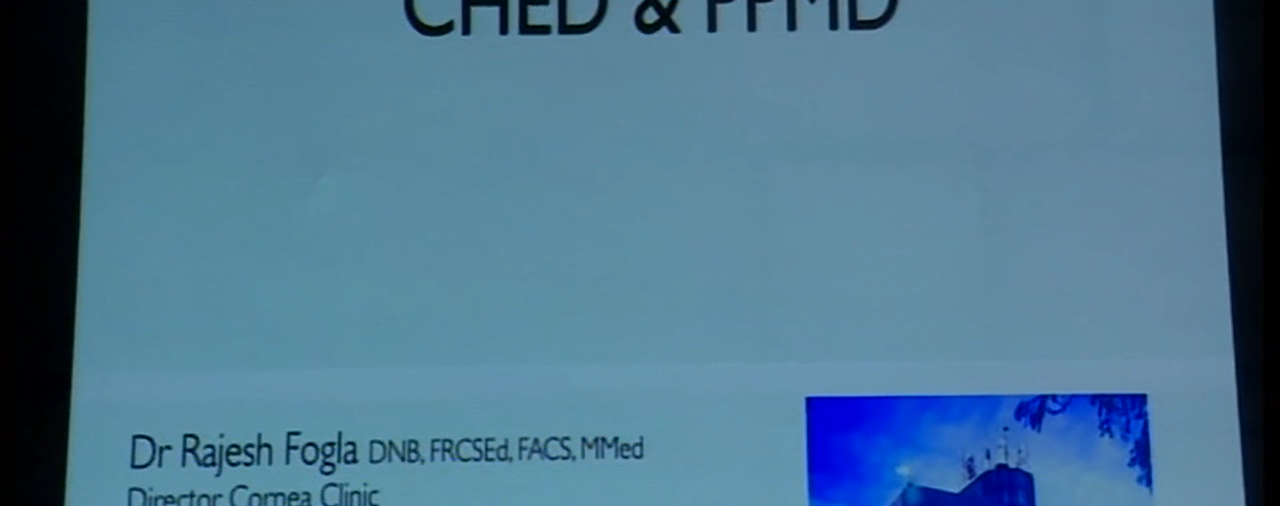 CHED & PPMD
Dr Rajesh Fogla DNB, FRCSEd, FACS, MMed
Director Cornea Clinic